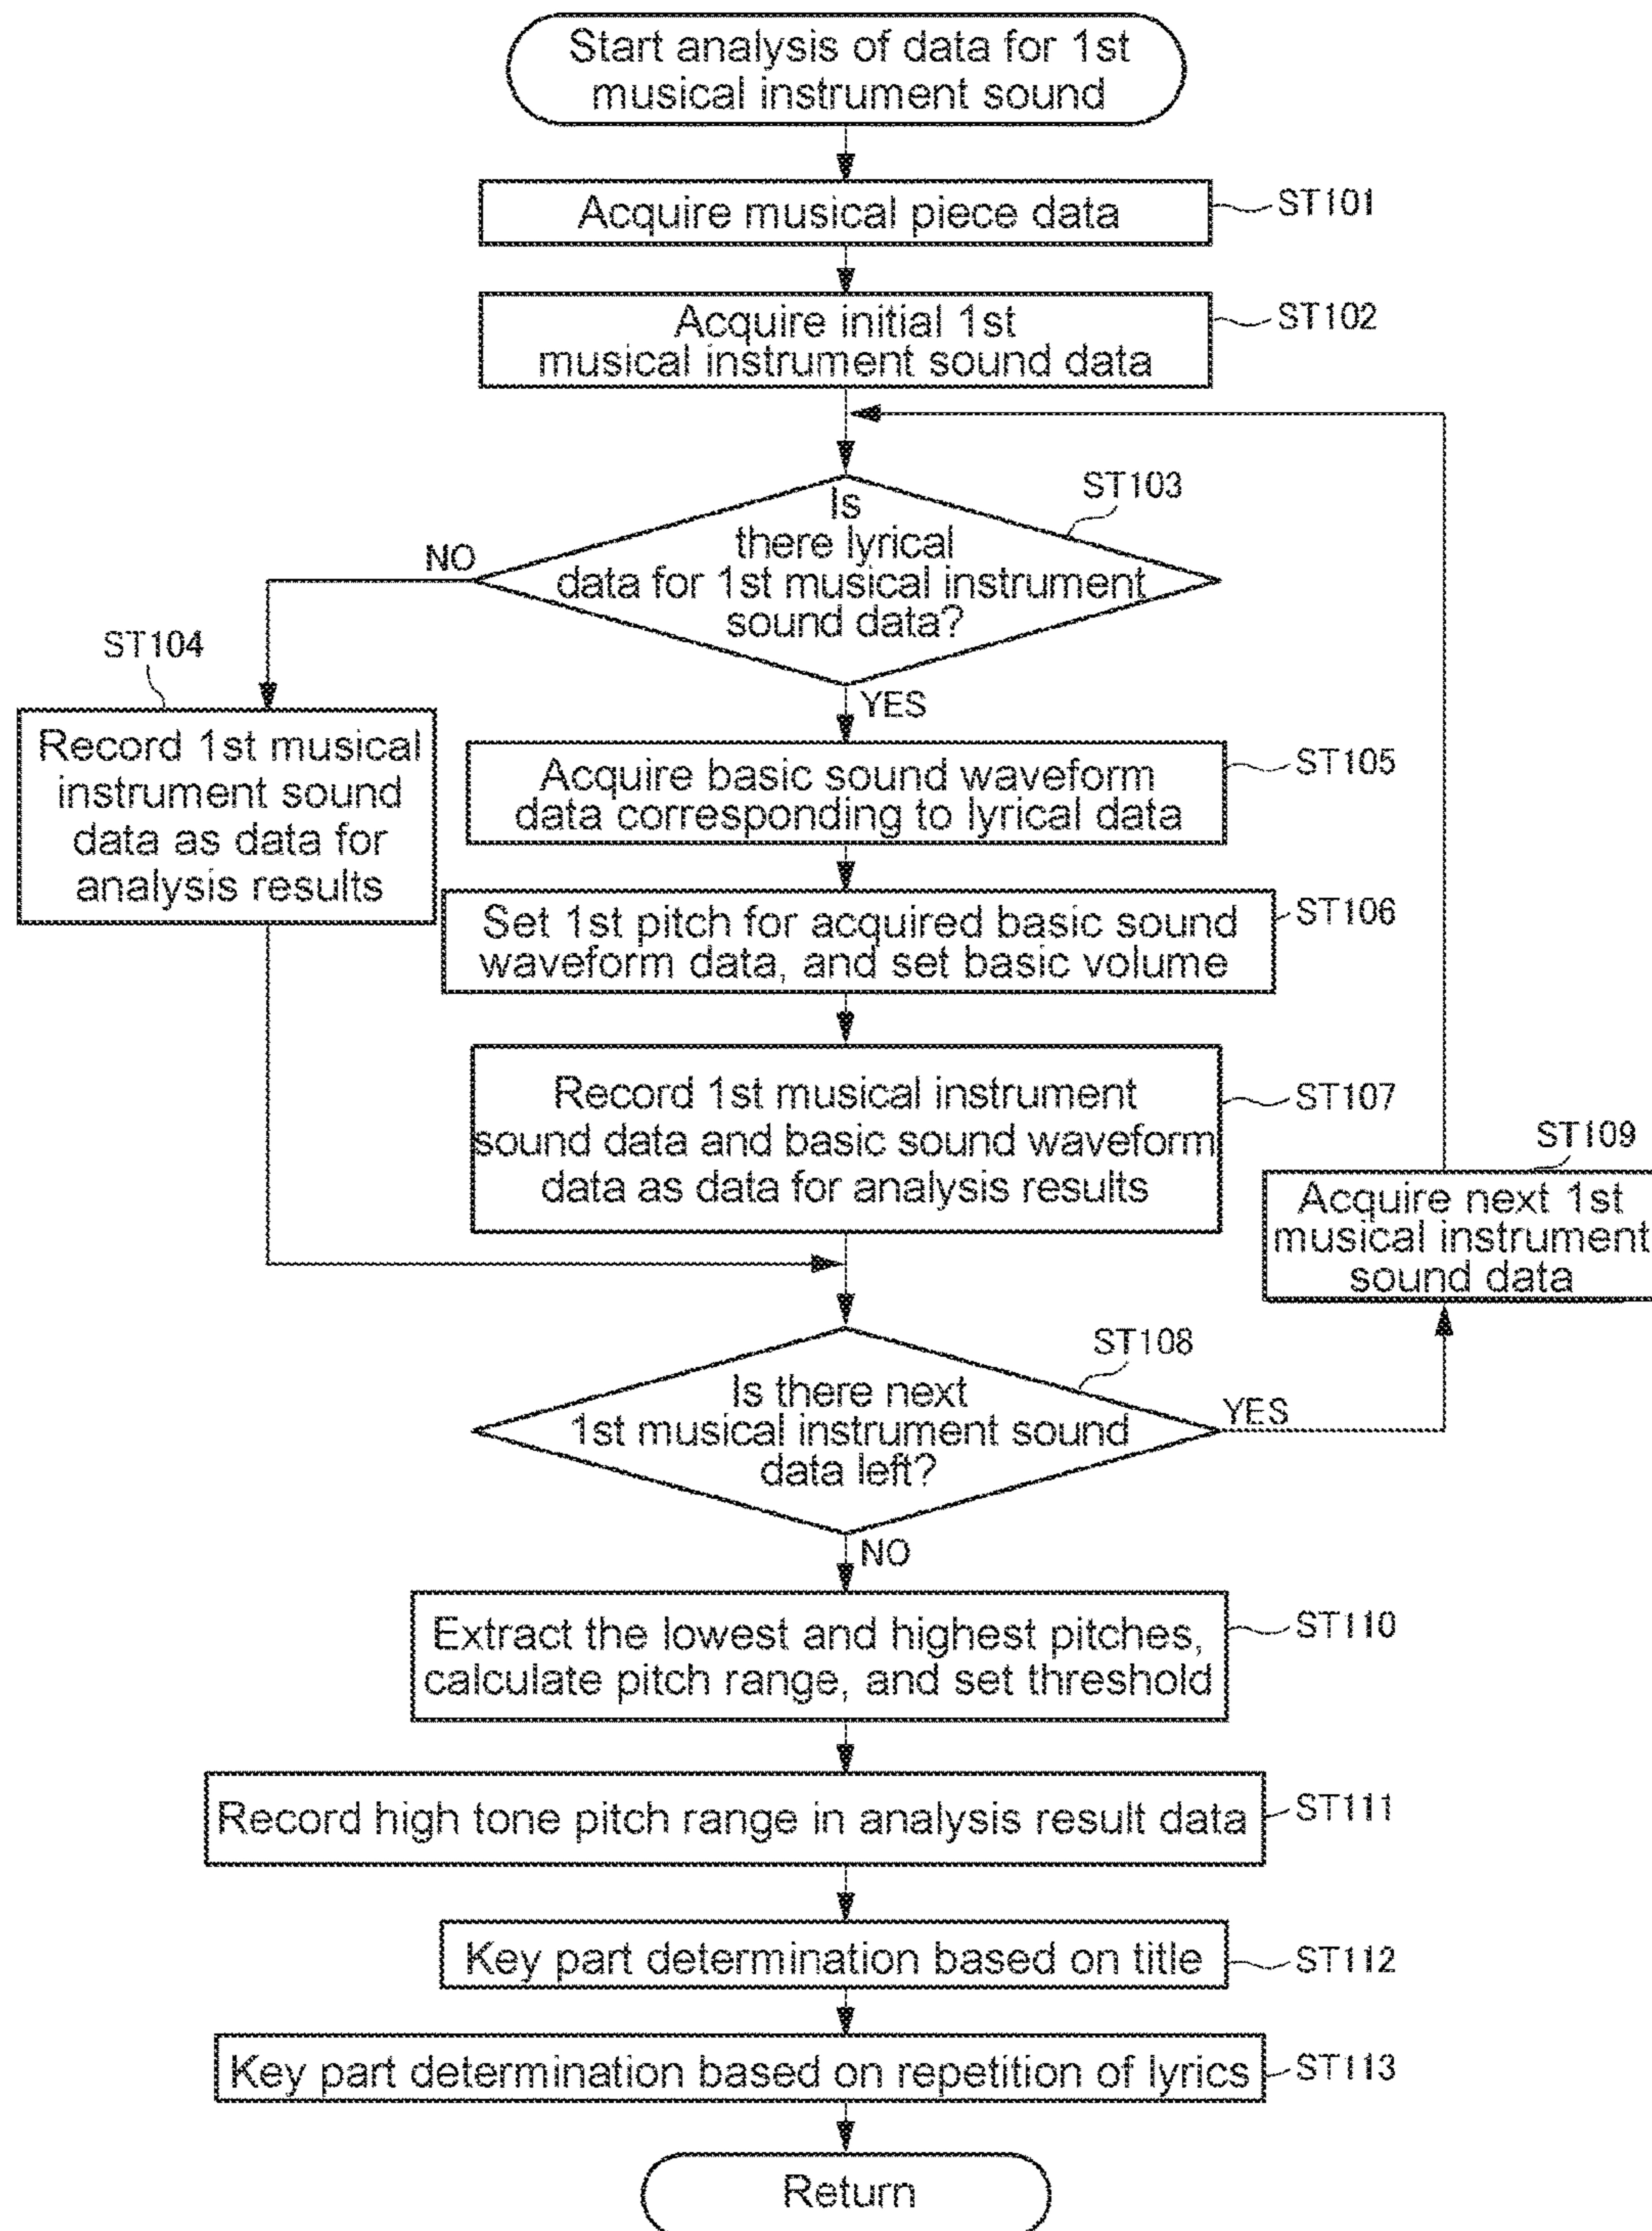 Start analysis of data for 1st
musical instrument sound
Acquire musical piece data
ST101
Acquire initial 1st
musical instrument sound data
ST102
ST103
Is
there lyrical
data for 1st musical instrument
sound data?
NO
YES
ST104
Record 1st musical
instrument sound
data as data for
analysis results
Acquire basic sound waveform
data corresponding to lyrical data
ST105
Set 1st pitch for acquired basic sound
waveform data, and set basic volume
ST106
Record 1st musical instrument
sound data and basic sound waveform
data as data for analysis results
ST107
ST109
Acquire next 1st
musical instrument
sound data
ST108
Is there next
1st musical instrument sound
data left?
YES
NO
Extract the lowest and highest pitches,
calculate pitch range, and set threshold
ST110
Record high tone pitch range in analysis result data
ST111
Key part determination based on title
ST112
Key part determination based on repetition of lyrics
ST113
Return